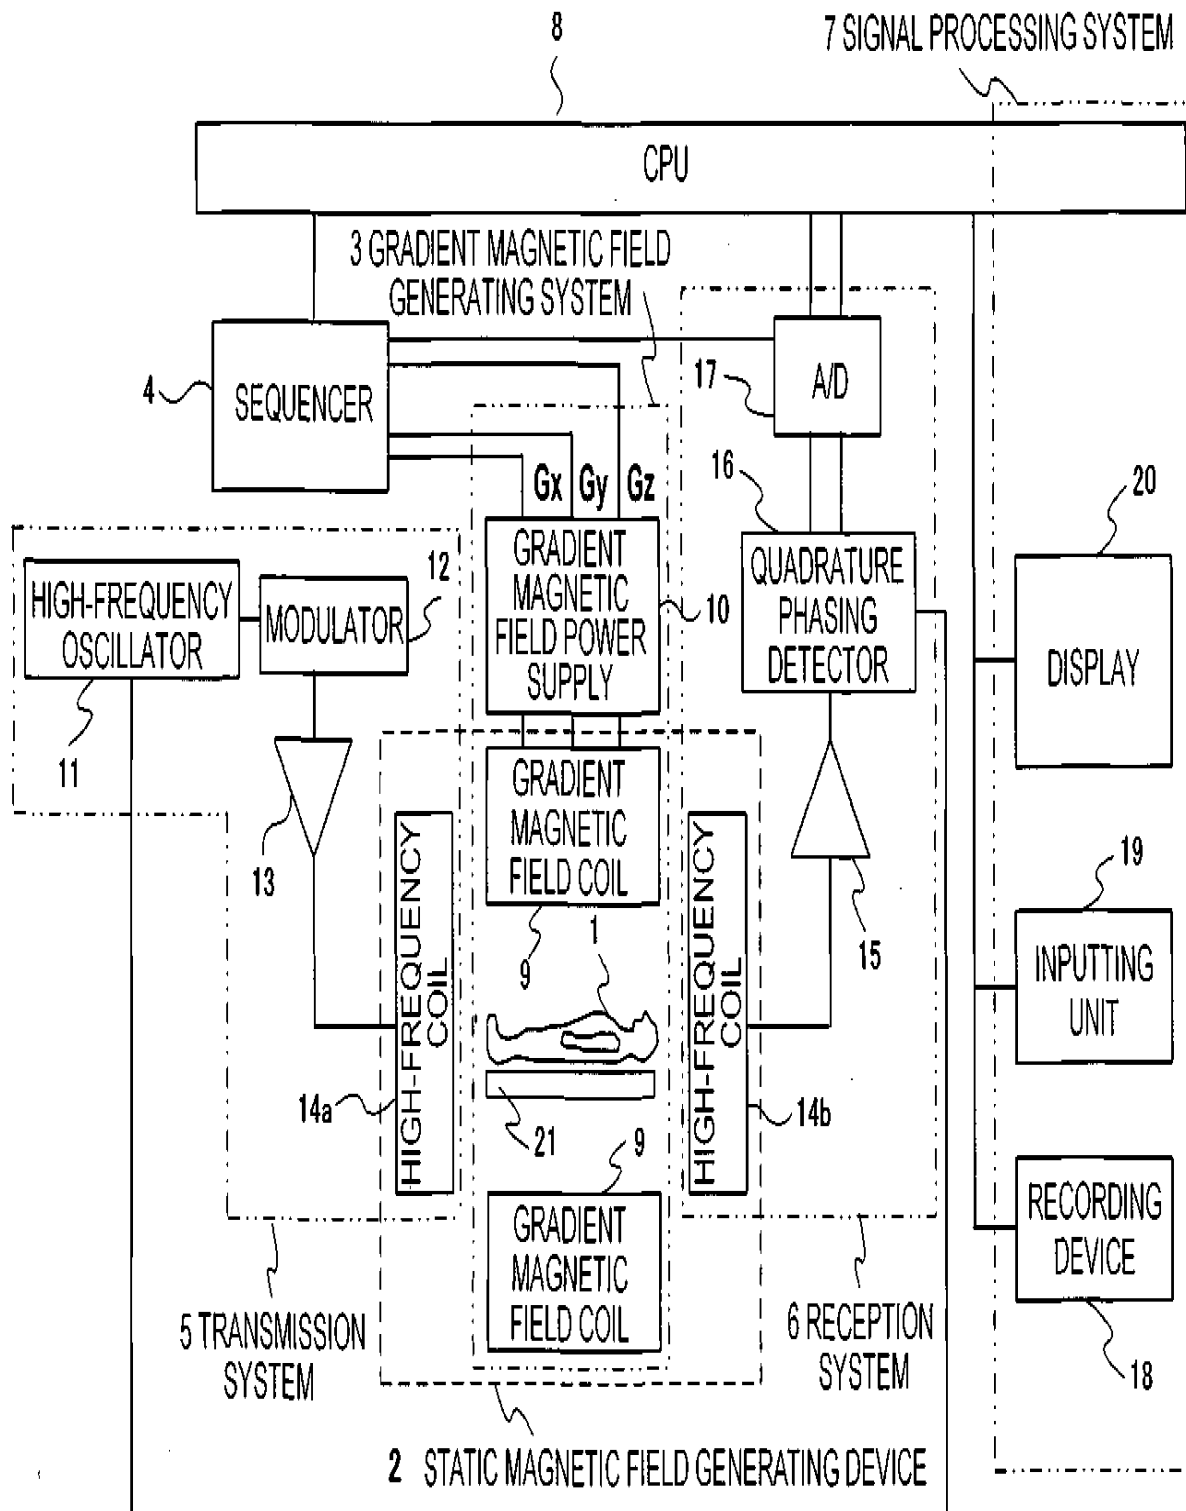 8
7 SIGNAL PROCESSING SYSTEM
CPU
3 GRADIENT MAGNETIC FIELD
GENERATING SYSTEM
4
SEQUENCER
17
A/D
Gx Gy Gz
16
20
HIGH-FREQUENCY
OSCILLATOR
MODULATOR
12
GRADIENT
MAGNETIC
FIELD POWER
SUPPLY
10
QUADRATURE
PHASING
DETECTOR
DISPLAY
11
13
GRADIENT
MAGNETIC
FIELD COIL
9
1
15
19
INPUTTING
UNIT
HIGH-FREQUENCY
COIL
14a
21
HIGH-FREQUENCY
COIL
14b
9
GRADIENT
MAGNETIC
FIELD COIL
RECORDING
DEVICE
18
5 TRANSMISSION
SYSTEM
6 RECEPTION
SYSTEM
2 STATIC MAGNETIC FIELD GENERATING DEVICE